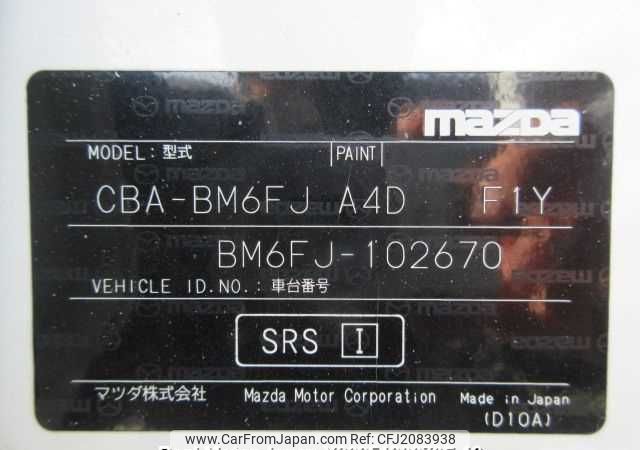 mazda
MODEL: 型式 PAINT
CBA-BM6FJ A4D F1Y
BM6FJ-102670
VEHICLE ID.NO.: 車台番号
SRS I
マツダ株式会社 Mazda Motor Corporation Made in Japan
(D10A)
© www.CarFromJapan.com Ref no. CFJ2083938